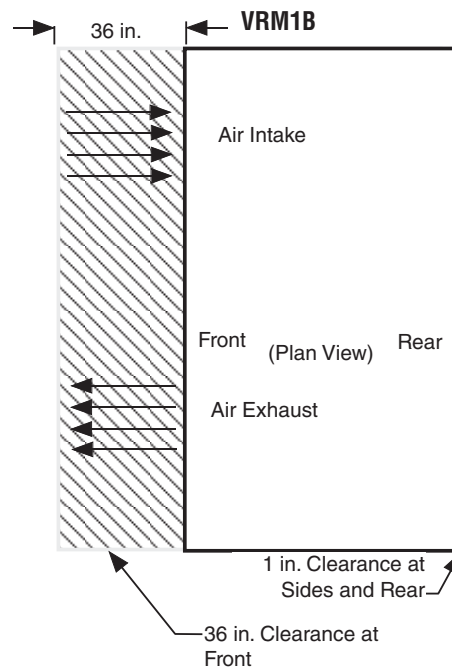 36 in.
VRM1B
Air Intake
Front
(Plan View)
Rear
Air Exhaust
1 in. Clearance at
Sides and Rear
36 in. Clearance at
Front